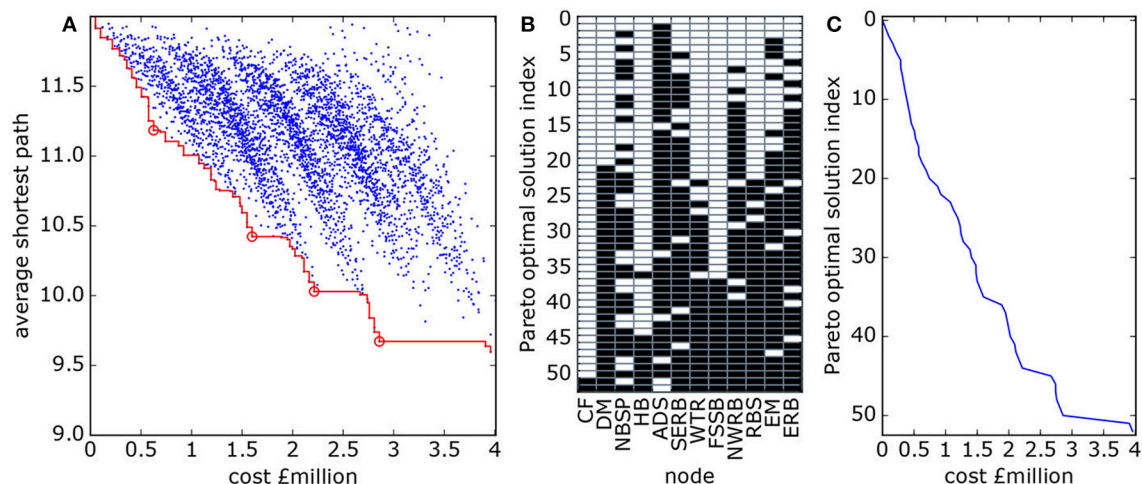 A
average shortest path
11.5
11.0
10.5
10.0
9.5
9.0
0 0.5 1 1.5 2 2.5 3 3.5 4
cost £million
B
Pareto optimal solution index
0
5
10
15
20
25
30
35
40
45
50
CF
DM
NBSP
HB
ADS
SERB
WTR
FSSB
NWRB
RBS
EM
ERB
node
C
Pareto optimal solution index
0
10
20
30
40
50
0 0.5 1 1.5 2 2.5 3 3.5 4
cost £million